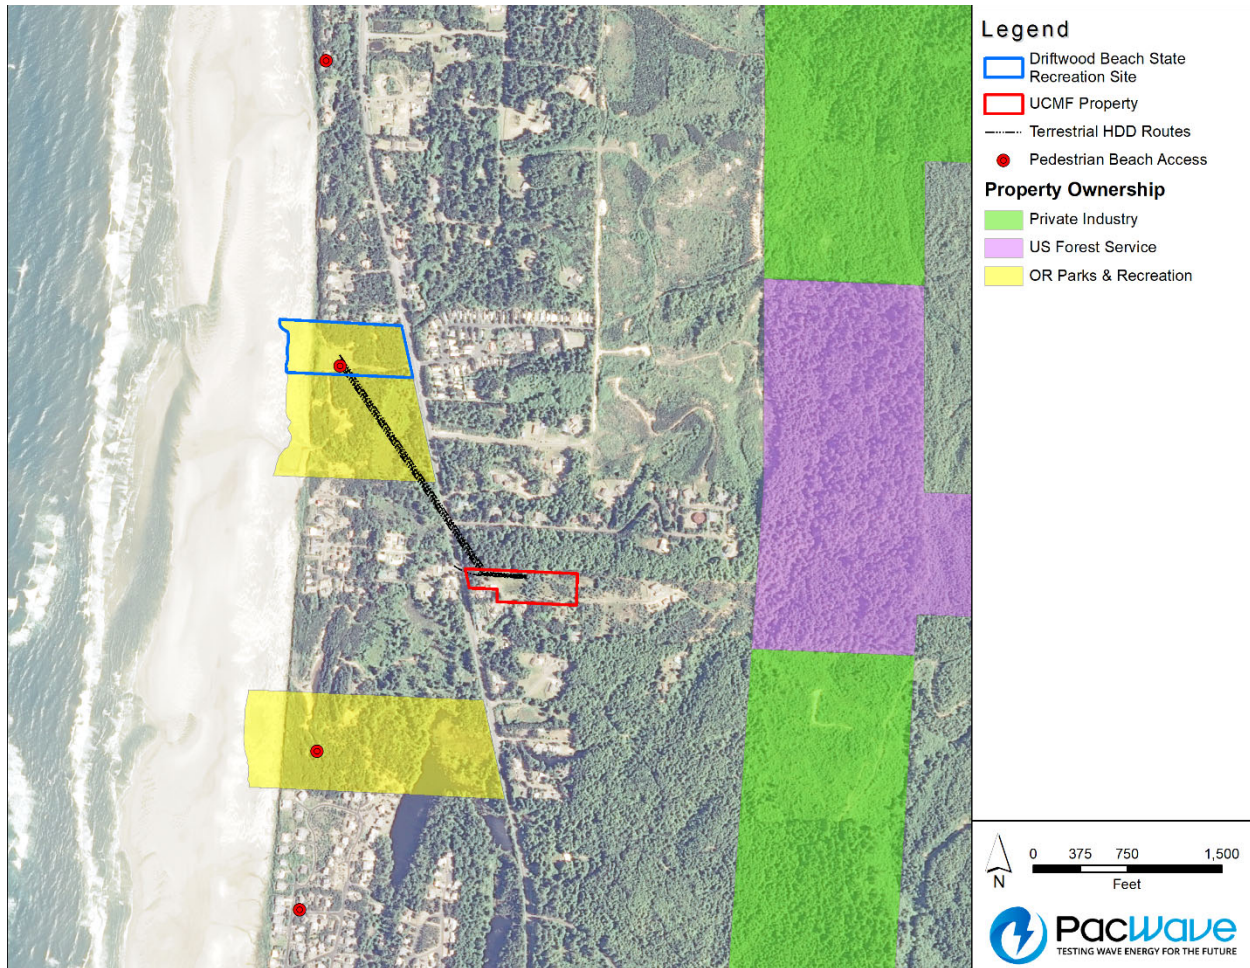 Legend
Driftwood Beach State
Recreation Site
UCMF Property
Terrestrial HDD Routes
Pedestrian Beach Access
Property Ownership
Private Industry
US Forest Service
OR Parks & Recreation
N
0 375 750 1,500
Feet
PacWave
TESTING WAVE ENERGY FOR THE FUTURE